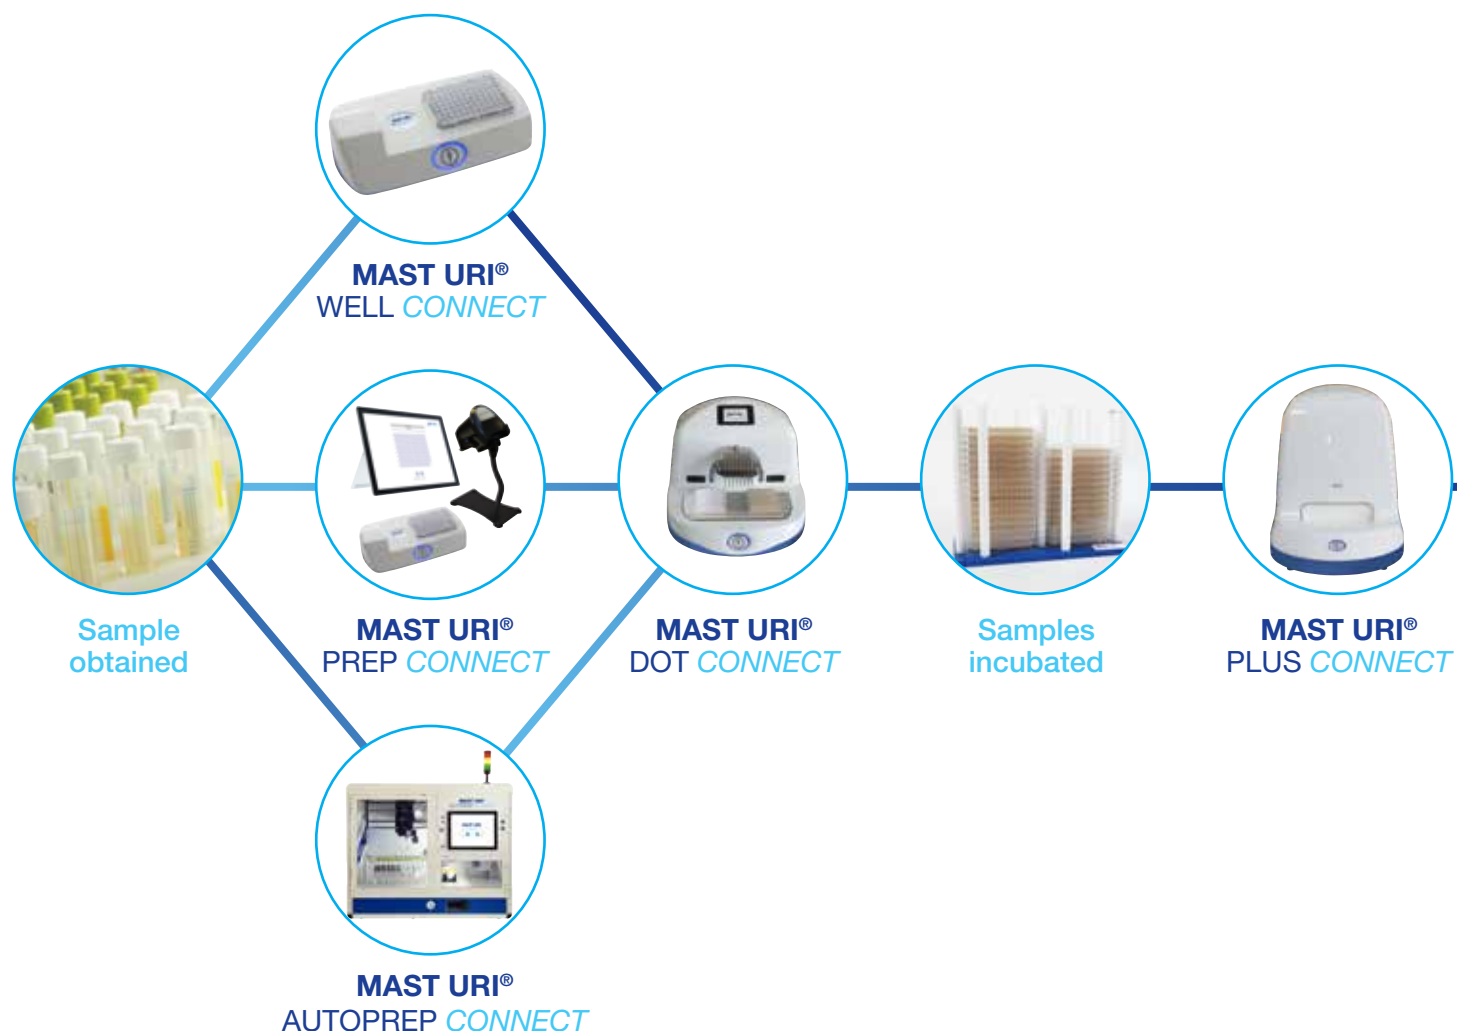 MAST URI®
WELL CONNECT
Sample
obtained
MAST URI®
PREP CONNECT
MAST URI®
DOT CONNECT
Samples
incubated
MAST URI®
PLUS CONNECT
MAST URI®
AUTOPREP CONNECT